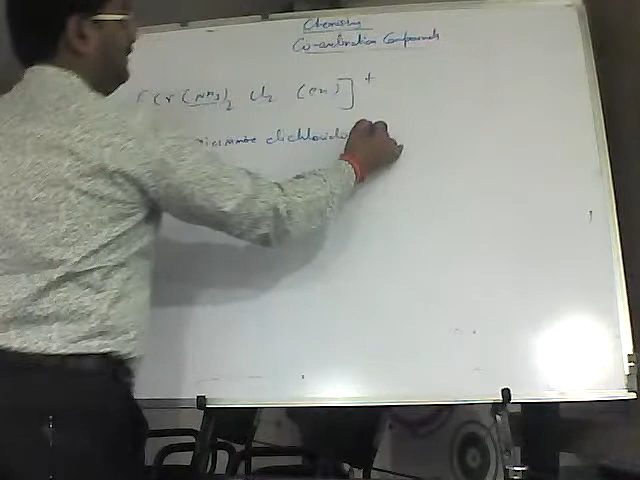 Chemistry
Co-ordination Compounds
[Cr (NH3)2 Cl2 (en)]+
diammine dichlorido